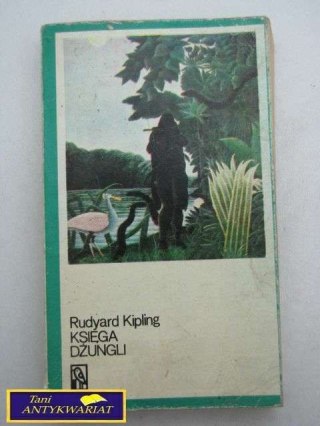 Rudyard Kipling
KSIĘGA
DŻUNGLI
Tani
ANTYKWARIAT